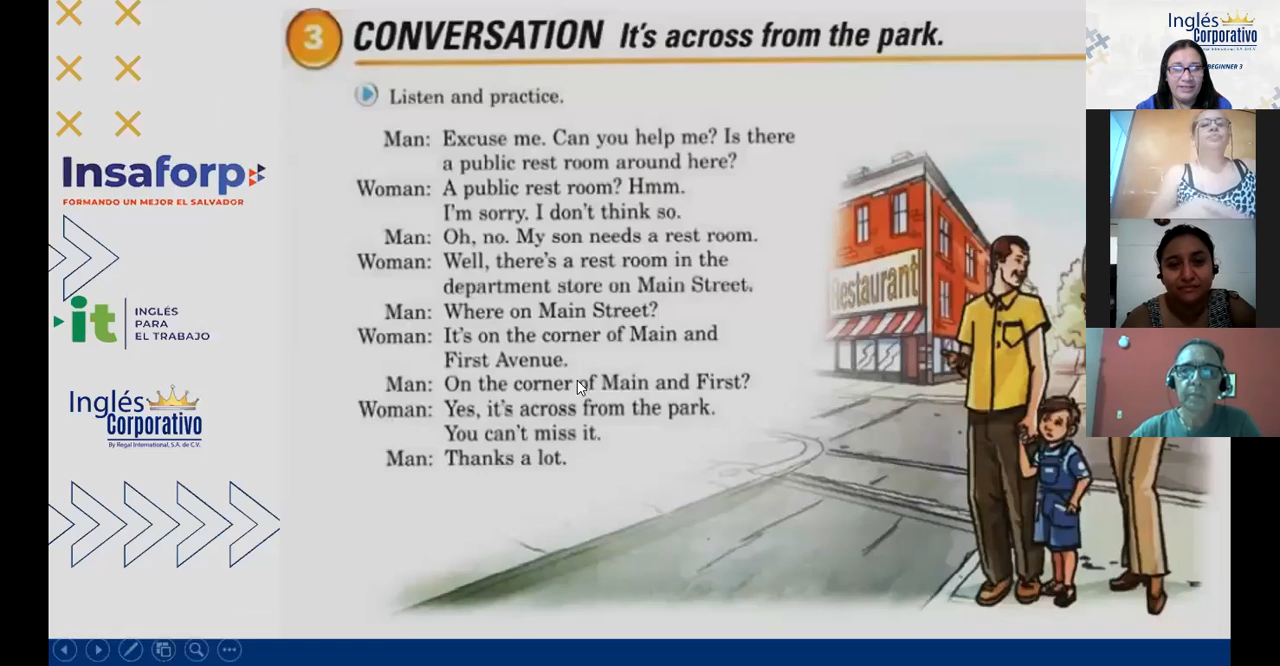 3 CONVERSATION It's across from the park.
Listen and practice.
Man: Excuse me. Can you help me? Is there
a public rest room around here?
Woman: A public rest room? Hmm.
I'm sorry. I don't think so.
Man: Oh, no. My son needs a rest room.
Woman: Well, there's a rest room in the
department store on Main Street.
Man: Where on Main Street?
Woman: It's on the corner of Main and
First Avenue.
Man: On the corner of Main and First?
Woman: Yes, it's across from the park.
You can't miss it.
Man: Thanks a lot.
Restaurant
Insaforp
FORMANDO UN MEJOR EL SALVADOR
it INGLÉS
PARA
EL TRABAJO
Inglés
Corporativo
By Regal International, S.A. de C.V.
Inglés
Corporativo
BEGINNER 3